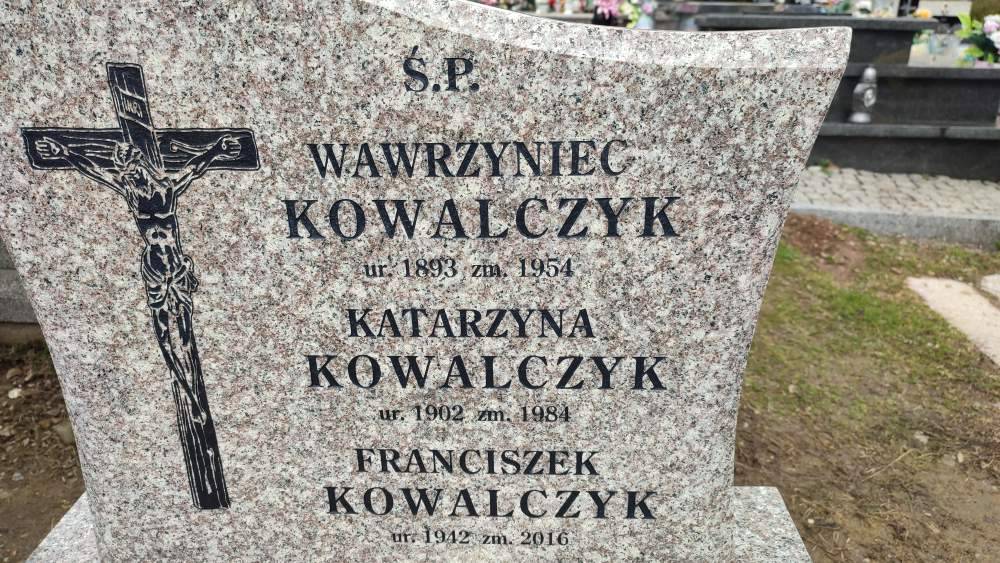 Ś.P.
WAWRZYNIEC
KOWALCZYK
ur. 1893 zm. 1954
KATARZYNA
KOWALCZYK
ur. 1902 zm. 1984
FRANCISZEK
KOWALCZYK
ur. 1942 zm. 2016